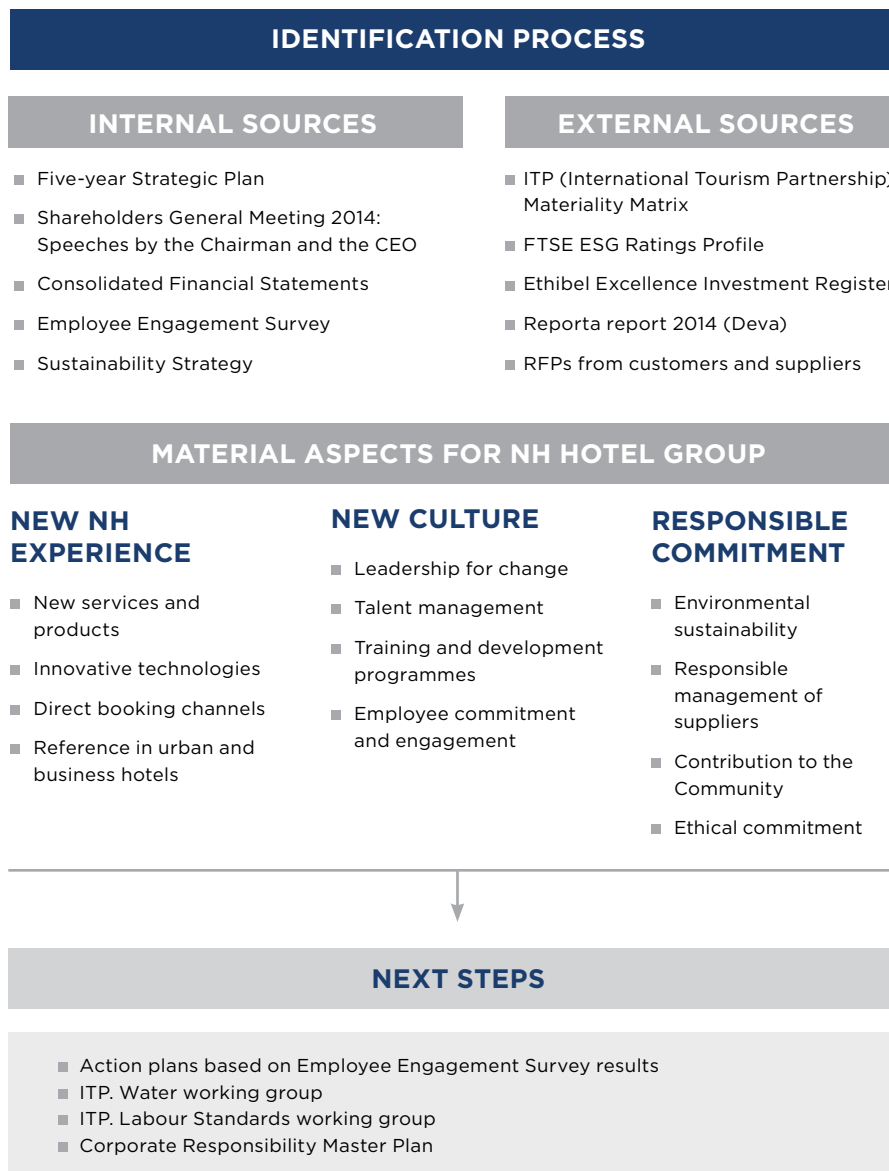 IDENTIFICATION PROCESS
INTERNAL SOURCES
Five-year Strategic Plan
Shareholders General Meeting 2014:
Speeches by the Chairman and the CEO
Consolidated Financial Statements
Employee Engagement Survey
Sustainability Strategy
EXTERNAL SOURCES
ITP (International Tourism Partnership)
Materiality Matrix
FTSE ESG Ratings Profile
Ethibel Excellence Investment Register
Reporta report 2014 (Deva)
RFPs from customers and suppliers
MATERIAL ASPECTS FOR NH HOTEL GROUP
NEW NH
EXPERIENCE
New services and
products
Innovative technologies
Direct booking channels
Reference in urban and
business hotels
NEW CULTURE
Leadership for change
Talent management
Training and development
programmes
Employee commitment
and engagement
RESPONSIBLE
COMMITMENT
Environmental
sustainability
Responsible
management of
suppliers
Contribution to the
Community
Ethical commitment
NEXT STEPS
Action plans based on Employee Engagement Survey results
ITP. Water working group
ITP. Labour Standards working group
Corporate Responsibility Master Plan